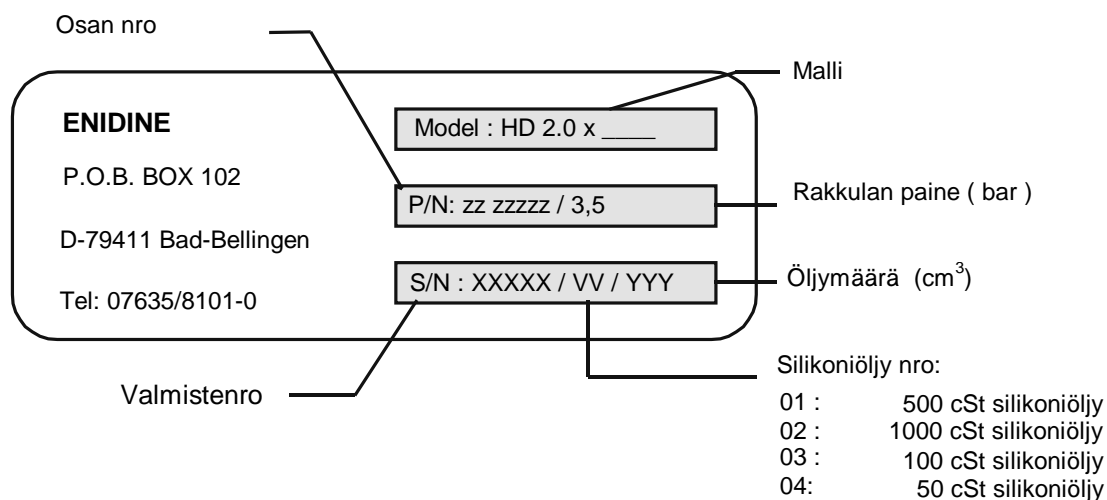 Osan nro
Malli
ENIDINE
Model : HD 2.0 x ____
P.O.B. BOX 102
P/N: zz zzzzz / 3,5
Rakkulan paine ( bar )
D-79411 Bad-Bellingen
S/N : XXXXX / VV / YYY
Öljymäärä (cm³)
Tel: 07635/8101-0
Valmistenro
Silikoniöljy nro:
01 : 500 cSt silikoniöljy
02 : 1000 cSt silikoniöljy
03 : 100 cSt silikoniöljy
04: 50 cSt silikoniöljy